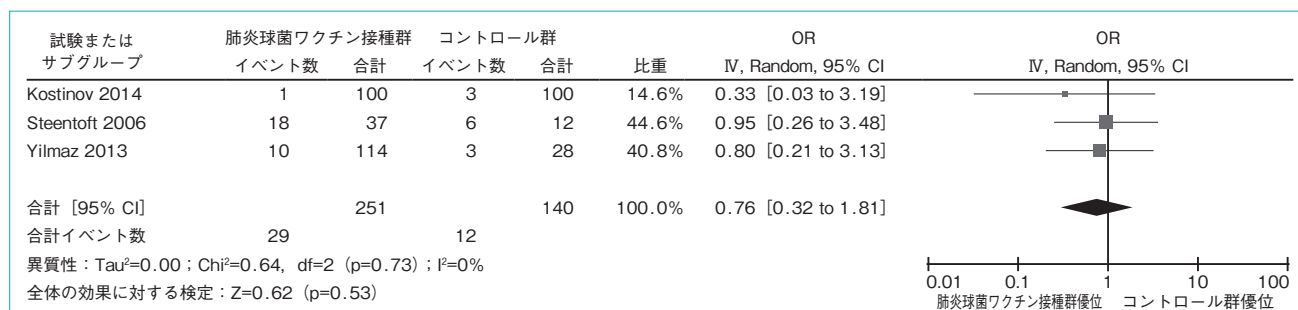 試験または 肺炎球菌ワクチン接種群 コントロール群 OR OR
サブグループ イベント数 合計 イベント数 合計 比重 Ⅳ, Random, 95% CI Ⅳ, Random, 95% CI
Kostinov 2014 1 100 3 100 14.6% 0.33 [0.03 to 3.19]
Steentoft 2006 18 37 6 12 44.6% 0.95 [0.26 to 3.48]
Yilmaz 2013 10 114 3 28 40.8% 0.80 [0.21 to 3.13]
合計 [95% CI] 251 140 100.0% 0.76 [0.32 to 1.81]
合計イベント数 29 12
異質性：Tau²=0.00；Chi²=0.64, df=2（p=0.73）；I²=0%
全体の効果に対する検定：Z=0.62（p=0.53）
0.01 0.1 1 10 100
肺炎球菌ワクチン接種群優位 コントロール群優位